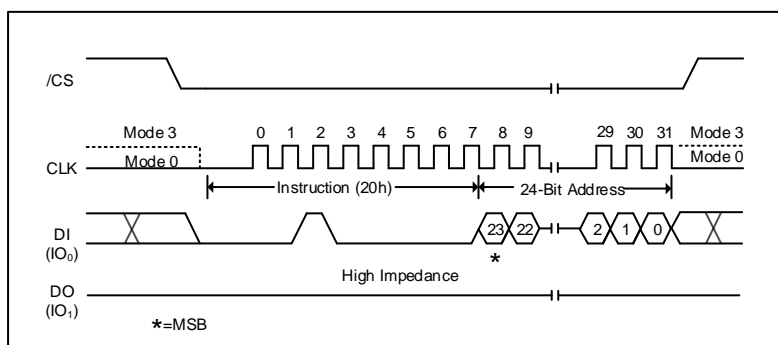 /CS
Mode 3 0 1 2 3 4 5 6 7 8 9 29 30 31 Mode 3
CLK Mode 0 Mode 0
Instruction (20h) 24-Bit Address
DI 23 22 2 1 0
(IO₀)
*
High Impedance
DO
(IO₁)
*=MSB